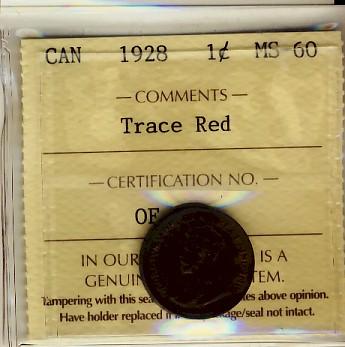 CAN 1928 1¢ MS 60
— COMMENTS —
Trace Red
— CERTIFICATION NO. —
OF
IN OUR IS A
GENUIN TEM.
Tampering with this sea tes above opinion.
Have holder replaced if age/seal not intact.